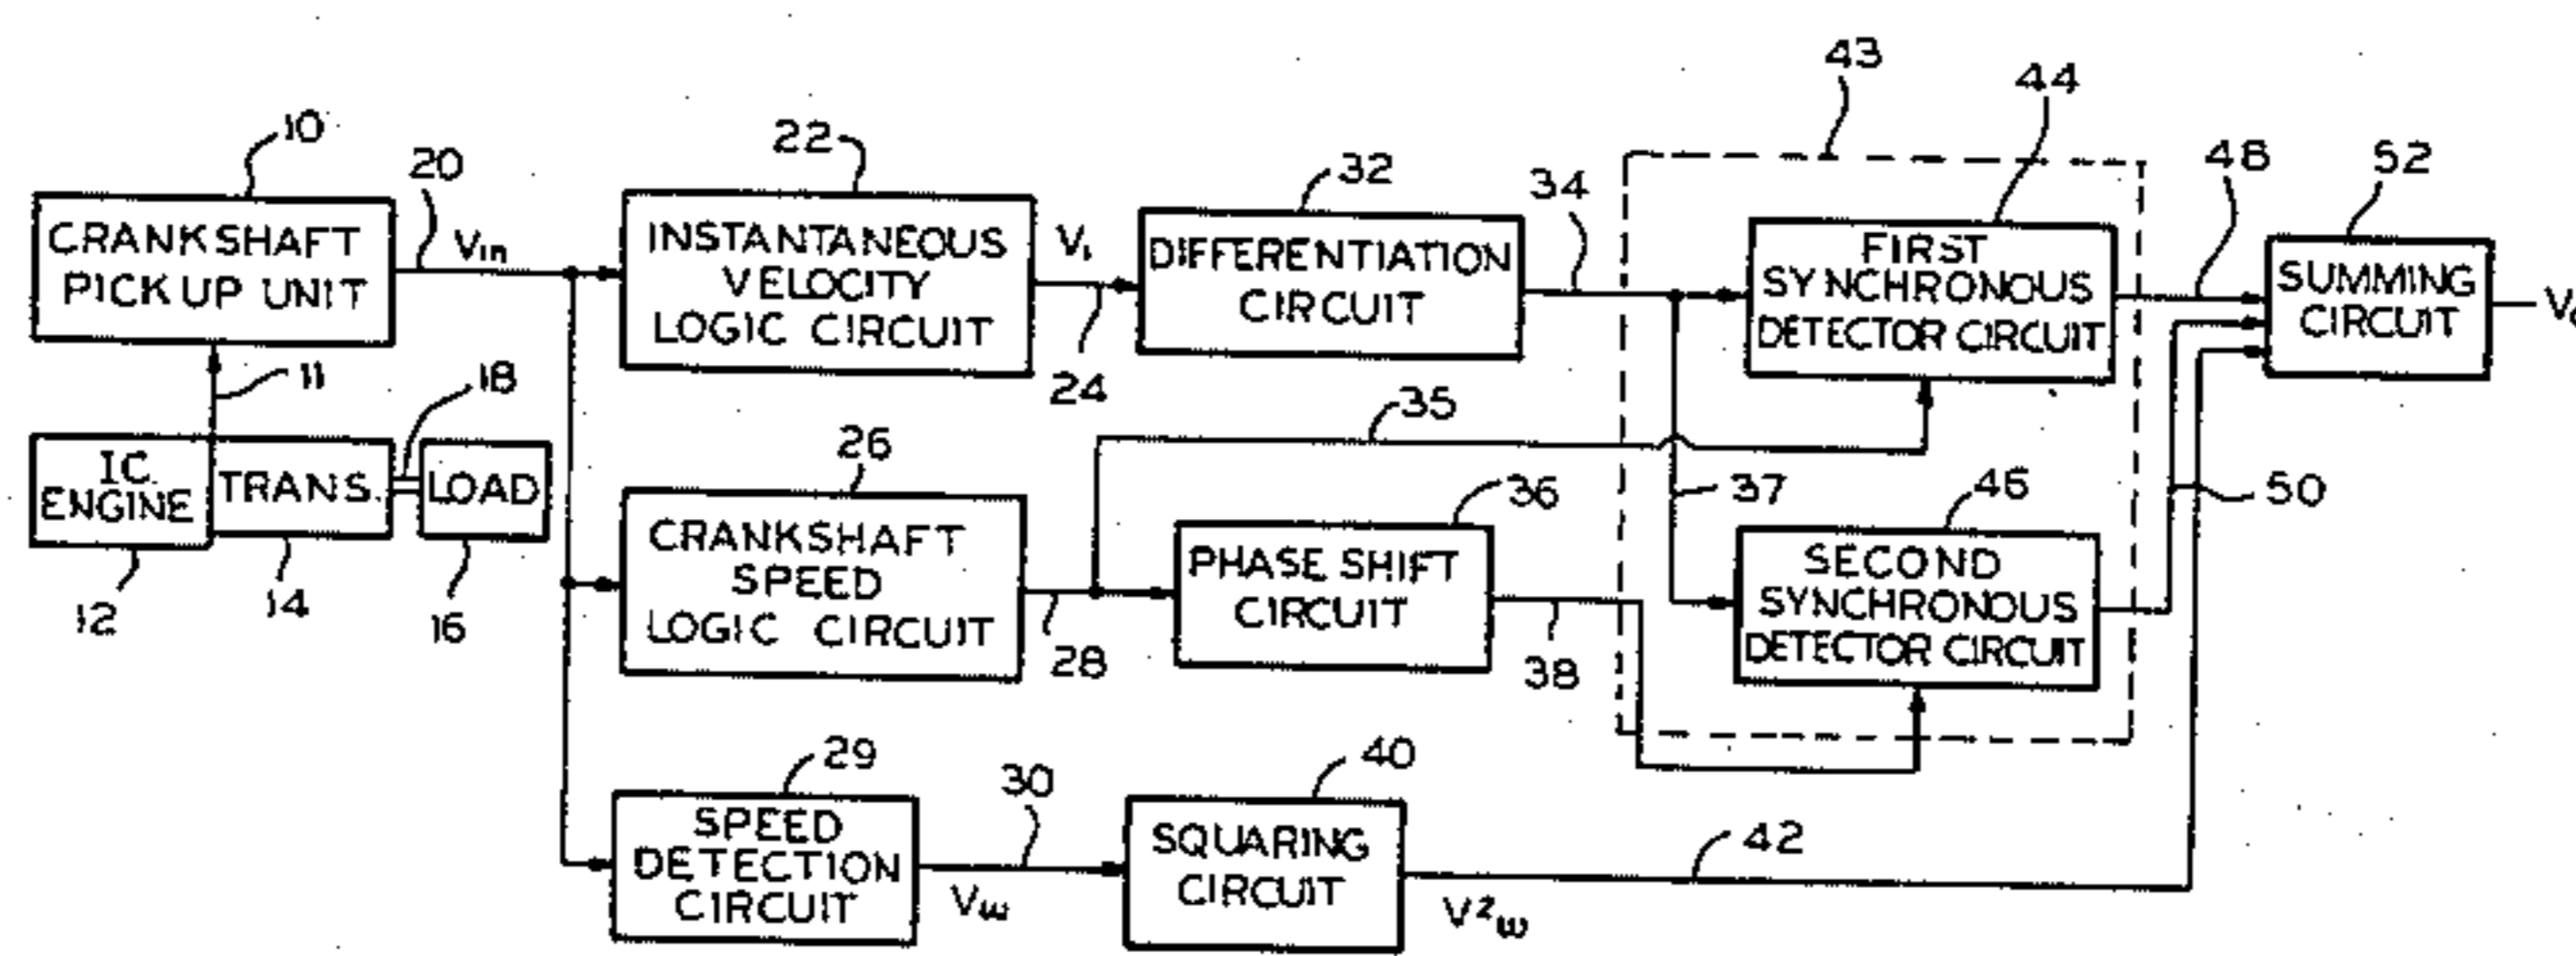 43
44
10
22
20
32
34
48
52
CRANKSHAFT
PICKUP UNIT
Vin
INSTANTANEOUS
VELOCITY
LOGIC CIRCUIT
Vi
DIFFERENTIATION
CIRCUIT
FIRST
SYNCHRONOUS
DETECTOR CIRCUIT
SUMMING
CIRCUIT
11
18
24
35
IC
ENGINE
TRANS.
LOAD
26
36
37
46
50
12
14
16
CRANKSHAFT
SPEED
LOGIC CIRCUIT
28
PHASE SHIFT
CIRCUIT
38
SECOND
SYNCHRONOUS
DETECTOR CIRCUIT
29
30
40
42
SPEED
DETECTION
CIRCUIT
Vω
SQUARING
CIRCUIT
V²ω